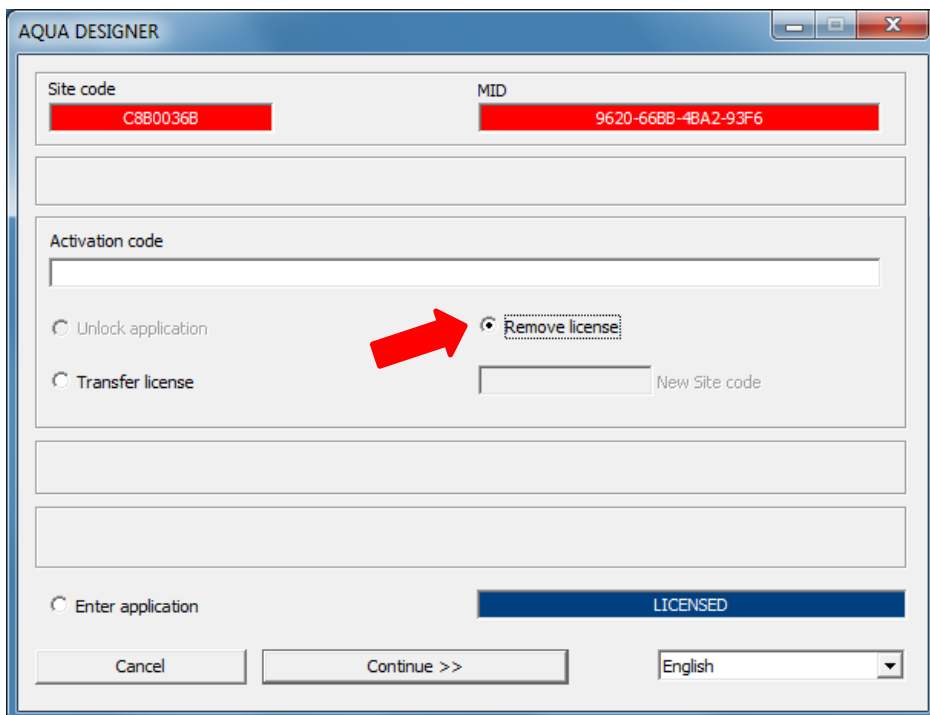 AQUA DESIGNER
Site code
MID
C8B0036B
9620-66BB-4BA2-93F6
Activation code
Unlock application
Remove license
Transfer license
New Site code
Enter application
LICENSED
Cancel
Continue >>
English